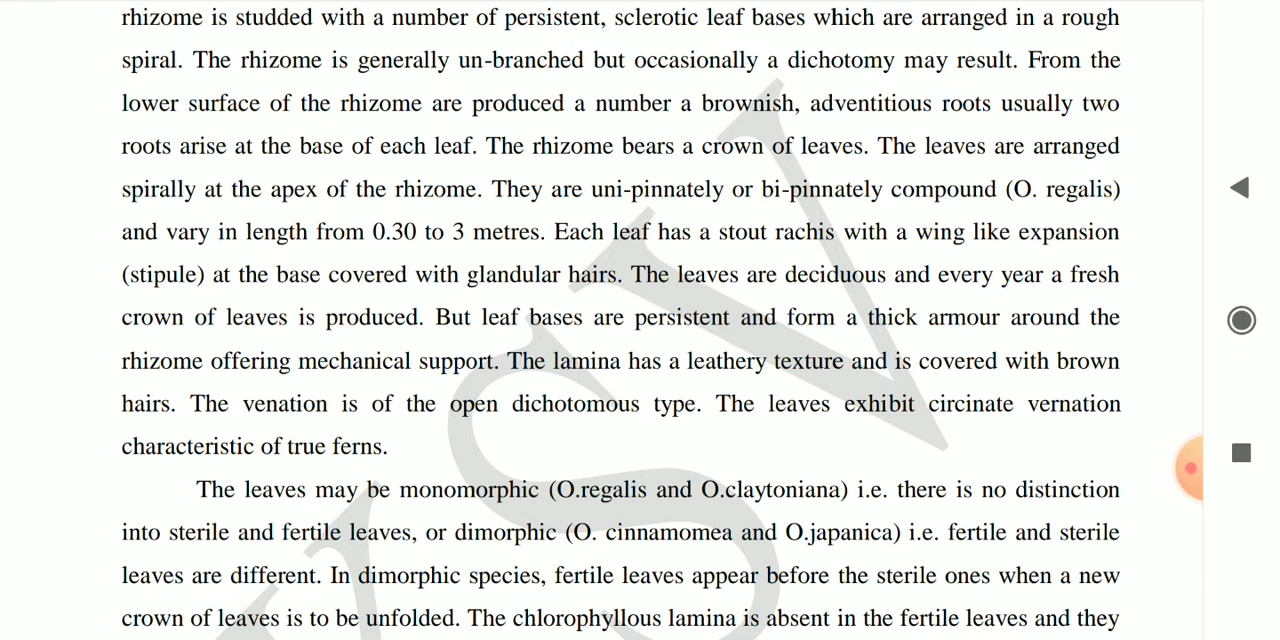 rhizome is studded with a number of persistent, sclerotic leaf bases which are arranged in a rough
spiral. The rhizome is generally un-branched but occasionally a dichotomy may result. From the
lower surface of the rhizome are produced a number a brownish, adventitious roots usually two
roots arise at the base of each leaf. The rhizome bears a crown of leaves. The leaves are arranged
spirally at the apex of the rhizome. They are uni-pinnately or bi-pinnately compound (O. regalis)
and vary in length from 0.30 to 3 metres. Each leaf has a stout rachis with a wing like expansion
(stipule) at the base covered with glandular hairs. The leaves are deciduous and every year a fresh
crown of leaves is produced. But leaf bases are persistent and form a thick armour around the
rhizome offering mechanical support. The lamina has a leathery texture and is covered with brown
hairs. The venation is of the open dichotomous type. The leaves exhibit circinate vernation
characteristic of true ferns.
The leaves may be monomorphic (O.regalis and O.claytoniana) i.e. there is no distinction
into sterile and fertile leaves, or dimorphic (O. cinnamomea and O.japanica) i.e. fertile and sterile
leaves are different. In dimorphic species, fertile leaves appear before the sterile ones when a new
crown of leaves is to be unfolded. The chlorophyllous lamina is absent in the fertile leaves and they